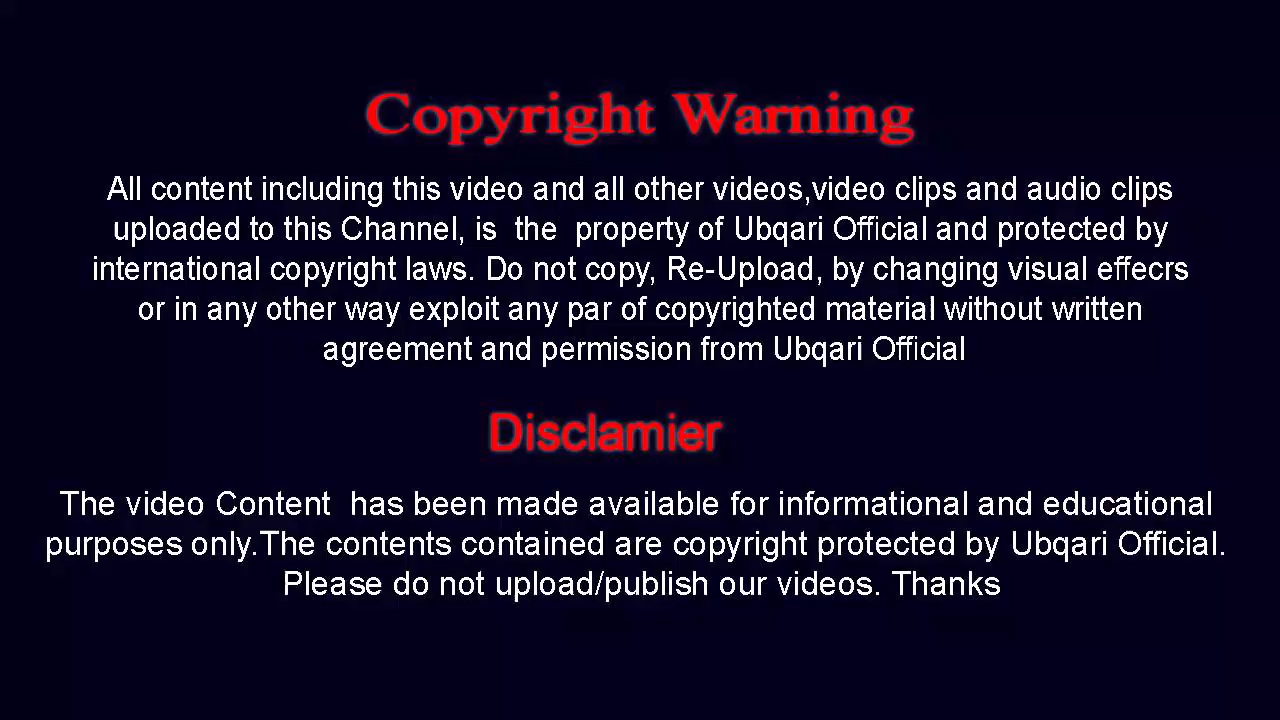 Copyright Warning
All content including this video and all other videos,video clips and audio clips
uploaded to this Channel, is  the  property of Ubqari Official and protected by
international copyright laws. Do not copy, Re-Upload, by changing visual effecrs
or in any other way exploit any par of copyrighted material without written
agreement and permission from Ubqari Official
Disclamier
The video Content  has been made available for informational and educational
purposes only.The contents contained are copyright protected by Ubqari Official.
Please do not upload/publish our videos. Thanks